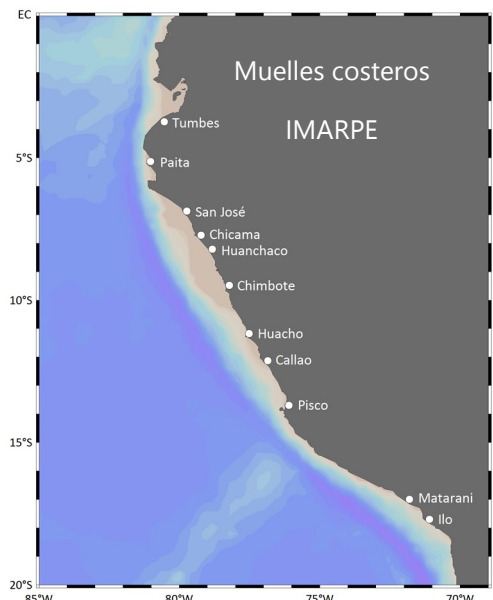 EC
Muelles costeros
IMARPE
Tumbes
5°S
Paita
San José
Chicama
Huanchaco
Chimbote
10°S
Huacho
Callao
Pisco
15°S
Matarani
Ilo
20°S
85°W
80°W
75°W
70°W